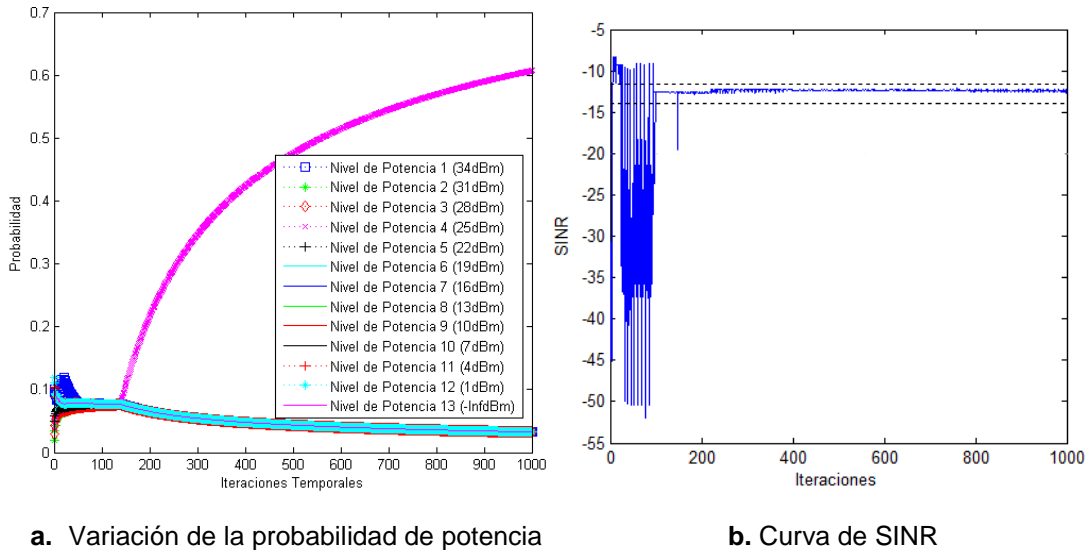 0.7
0.6
0.5
0.4
0.3
0.2
0.1
0
Probabilidad
0 100 200 300 400 500 600 700 800 900 1000
Iteraciones Temporales
Nivel de Potencia 1 (34dBm)
Nivel de Potencia 2 (31dBm)
Nivel de Potencia 3 (28dBm)
Nivel de Potencia 4 (25dBm)
Nivel de Potencia 5 (22dBm)
Nivel de Potencia 6 (19dBm)
Nivel de Potencia 7 (16dBm)
Nivel de Potencia 8 (13dBm)
Nivel de Potencia 9 (10dBm)
Nivel de Potencia 10 (7dBm)
Nivel de Potencia 11 (4dBm)
Nivel de Potencia 12 (1dBm)
Nivel de Potencia 13 (-InfdBm)
-5
-10
-15
-20
-25
-30
-35
-40
-45
-50
-55
SINR
0 200 400 600 800 1000
Iteraciones
a. Variación de la probabilidad de potencia
b. Curva de SINR